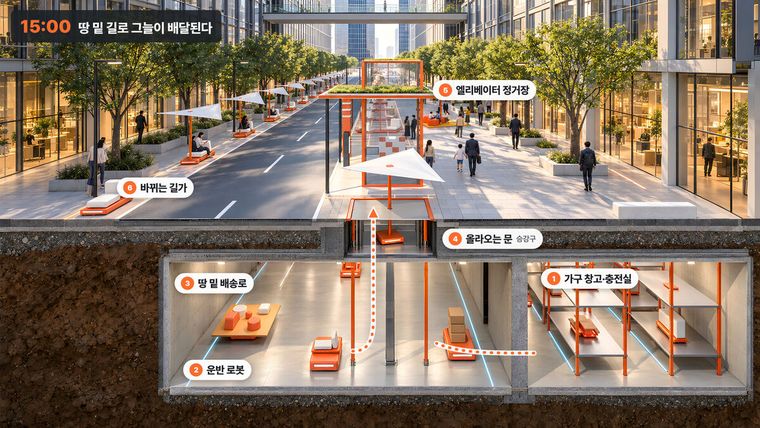 15:00 땅 밑 길로 그늘이 배달된다
5 엘리베이터 정거장
6 바뀌는 길가
4 올라오는 문 승강구
3 땅 밑 배송로
1 가구 창고·충전실
2 운반 로봇